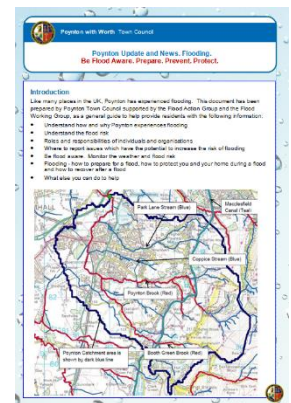 Poynton with Worth Town Council
Poynton Update and News. Flooding.
Be Flood Aware. Prepare. Prevent. Protect.
Introduction
Like many places in the UK, Poynton has experienced flooding. This document has been
prepared by Poynton Town Council supported by the Flood Action Group and the Flood
Working Group, as a general guide to help provide residents with the following information:
• Understand how and why Poynton experiences flooding
• Understand the flood risk
• Roles and responsibilities of individuals and organisations
• Where to report issues which have the potential to increase the risk of flooding
• Be flood aware. Monitor the weather and flood risk
• Flooding - how to prepare for a flood, how to protect you and your home during a flood
and how to recover after a flood
• What else you can do to help
Park Lane Stream (Blue)
Macclesfield
Canal (Teal)
Coppice Stream (Blue)
Poynton Brook (Red)
Poynton Catchment area is
shown by dark blue line
Booth Green Brook (Red)